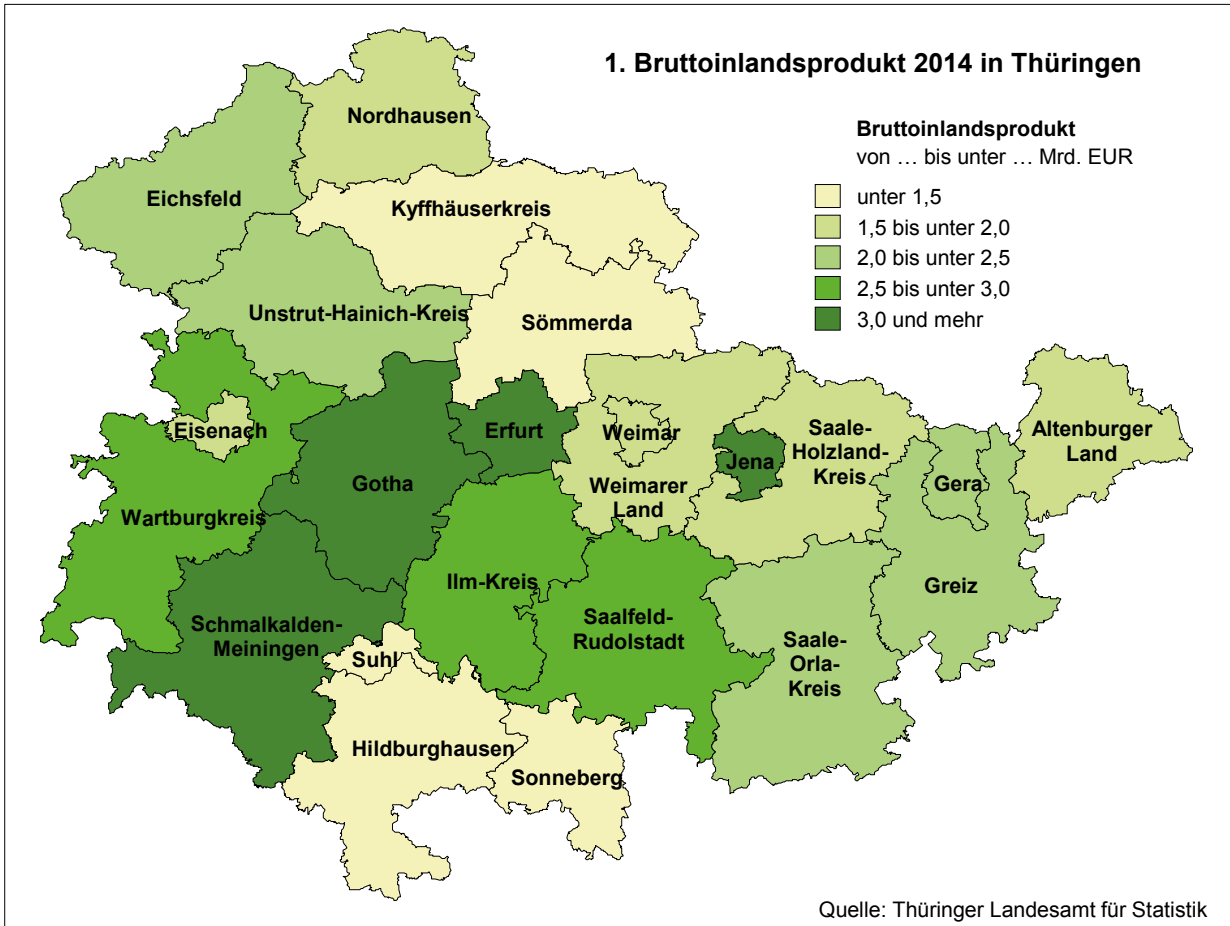 1. Bruttoinlandsprodukt 2014 in Thüringen
Bruttoinlandsprodukt
von … bis unter … Mrd. EUR
unter 1,5
1,5 bis unter 2,0
2,0 bis unter 2,5
2,5 bis unter 3,0
3,0 und mehr
Nordhausen
Eichsfeld
Kyffhäuserkreis
Unstrut-Hainich-Kreis
Sömmerda
Eisenach
Erfurt
Weimar
Jena
Saale-
Holzland-
Kreis
Altenburger
Land
Gotha
Weimarer
Land
Gera
Wartburgkreis
Ilm-Kreis
Greiz
Schmalkalden-
Meiningen
Saalfeld-
Rudolstadt
Suhl
Saale-
Orla-
Kreis
Hildburghausen
Sonneberg
Quelle: Thüringer Landesamt für Statistik